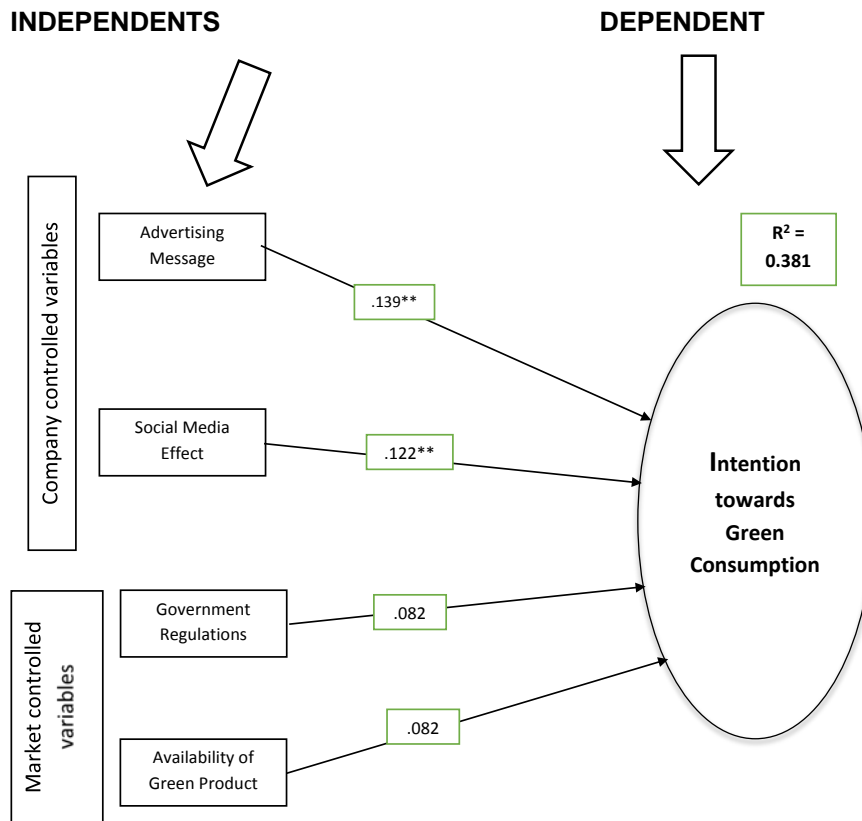 INDEPENDENTS
DEPENDENT
Company controlled variables
Advertising
Message
.139**
R² =
0.381
Social Media
Effect
.122**
Intention
towards
Green
Consumption
Market controlled
variables
Government
Regulations
.082
Availability of
Green Product
.082